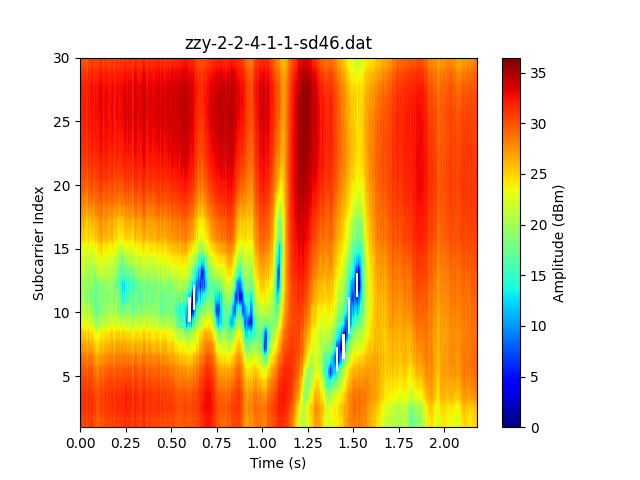 zzy-2-2-4-1-1-sd46.dat
30
25
20
15
10
5
Subcarrier Index
0.00 0.25 0.50 0.75 1.00 1.25 1.50 1.75 2.00
Time (s)
35
30
25
20
15
10
5
0
Amplitude (dBm)